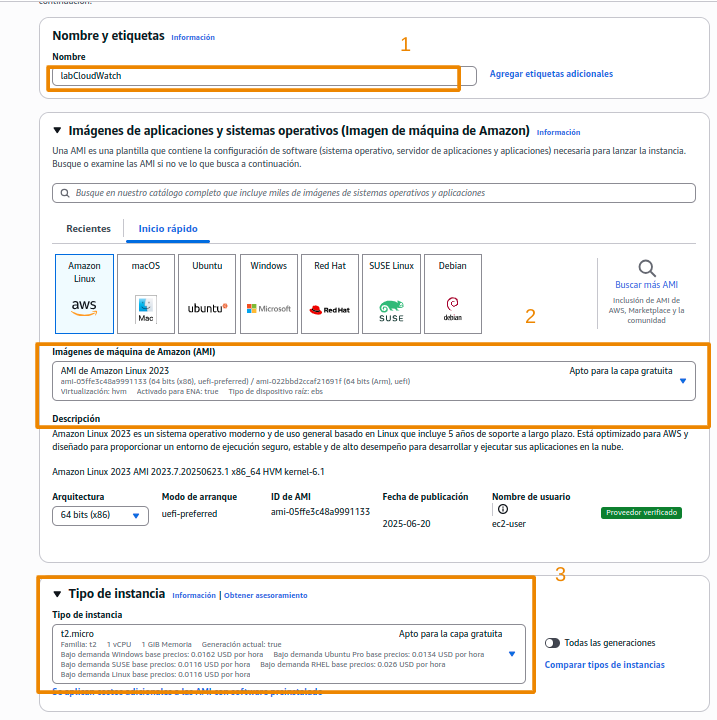 continuación.
Nombre y etiquetas Información
1
Nombre
labCloudWatch
Agregar etiquetas adicionales
Imágenes de aplicaciones y sistemas operativos (Imagen de máquina de Amazon) Información
Una AMI es una plantilla que contiene la configuración de software (sistema operativo, servidor de aplicaciones y aplicaciones) necesaria para lanzar la instancia.
Busque o examine las AMI si no ve lo que busca a continuación.
Busque en nuestro catálogo completo que incluye miles de imágenes de sistemas operativos y aplicaciones
Recientes Inicio rápido
Amazon Linux
aws
macOS
Mac
Ubuntu
ubuntu
Windows
Microsoft
Red Hat
Red Hat
SUSE Linux
SUSE
Debian
debian
Buscar más AMI
Inclusión de AMI de
AWS, Marketplace y la
comunidad
2
Imágenes de máquina de Amazon (AMI)
AMI de Amazon Linux 2023 Apto para la capa gratuita
ami-05ffe3c48a9991133 (64 bits (x86), uefi-preferred) / ami-022bbd2ccaf21691f (64 bits (Arm), uefi)
Virtualización: hvm Activado para ENA: true Tipo de dispositivo raíz: ebs
Descripción
Amazon Linux 2023 es un sistema operativo moderno y de uso general basado en Linux que incluye 5 años de soporte a largo plazo. Está optimizado para AWS y
diseñado para proporcionar un entorno de ejecución seguro, estable y de alto desempeño para desarrollar y ejecutar sus aplicaciones en la nube.
Amazon Linux 2023 AMI 2023.7.20250623.1 x86_64 HVM kernel-6.1
Arquitectura Modo de arranque ID de AMI Fecha de publicación Nombre de usuario
64 bits (x86) uefi-preferred ami-05ffe3c48a9991133 2025-06-20 ec2-user Proveedor verificado
3
Tipo de instancia Información | Obtener asesoramiento
Tipo de instancia
t2.micro Apto para la capa gratuita
Familia: t2 1 vCPU 1 GiB Memoria Generación actual: true
Bajo demanda Windows base precios: 0.0162 USD por hora Bajo demanda Ubuntu Pro base precios: 0.0134 USD por hora
Bajo demanda SUSE base precios: 0.0116 USD por hora Bajo demanda RHEL base precios: 0.026 USD por hora
Bajo demanda Linux base precios: 0.0116 USD por hora
Todas las generaciones
Comparar tipos de instancias
Se aplican costos adicionales a las AMI con software preinstalado